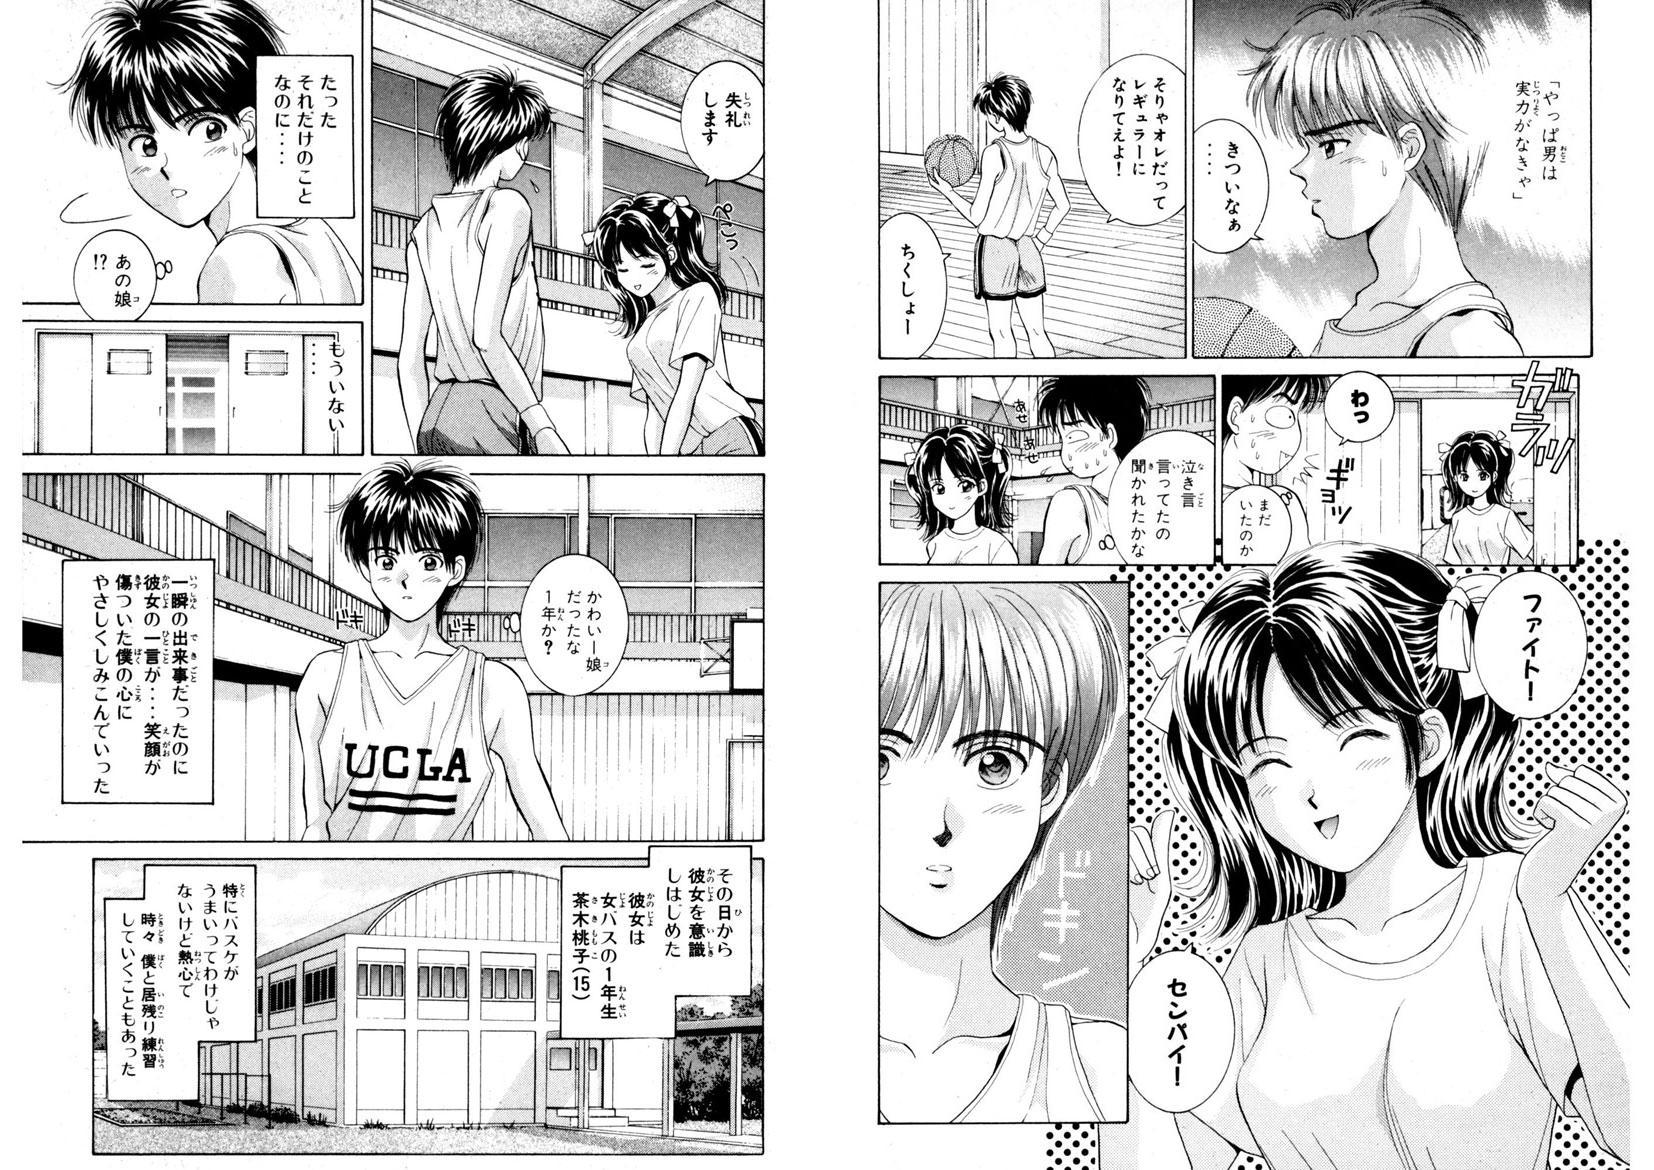 「やっぱ男は
実力がなきゃ」
きついなぁ
・・・・
そりゃオレだって
レギュラーに
なりてえよ！
ちくしょー
ガラッ
わっ
ギョッ
まだ
いたのか
泣き言
言ってたの
聞かれたかな
あせ
あせ
ファイト！
センパイ！
ドキン
失礼
します
ぺこっ
たった
それだけのこと
なのに・・・・
あの娘
!?
「もういない
・・・・
かわいー娘
だったな
１年か？
ドキ
ドキ
UCLA
一瞬の出来事だったのに
彼女の一言が・・・笑顔が
傷ついた僕の心に
やさしくしみこんでいった
その日から
彼女を意識
しはじめた
彼女は
女バスの１年生
茶木桃子(15)
特にバスケが
うまいってわけじゃ
ないけど熱心で
時々 僕と居残り練習
していくこともあった